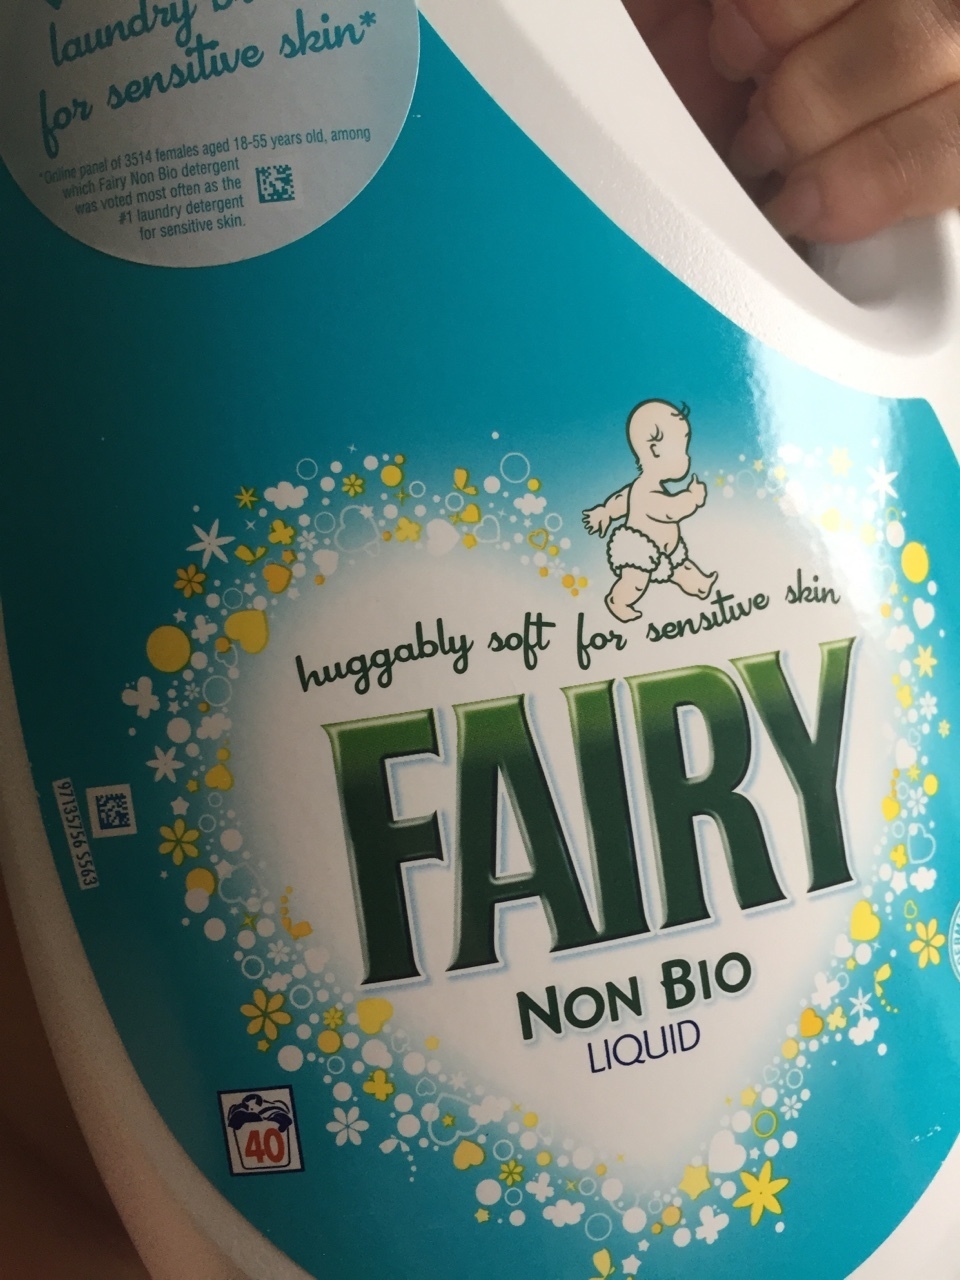 laundry
for sensitive skin*
*Online panel of 3514 females aged 18-55 years old, among
which Fairy Non Bio detergent
was voted most often as the
#1 laundry detergent
for sensitive skin.
huggably soft for sensitive skin
FAIRY
NON BIO
LIQUID
97135756 S563
40